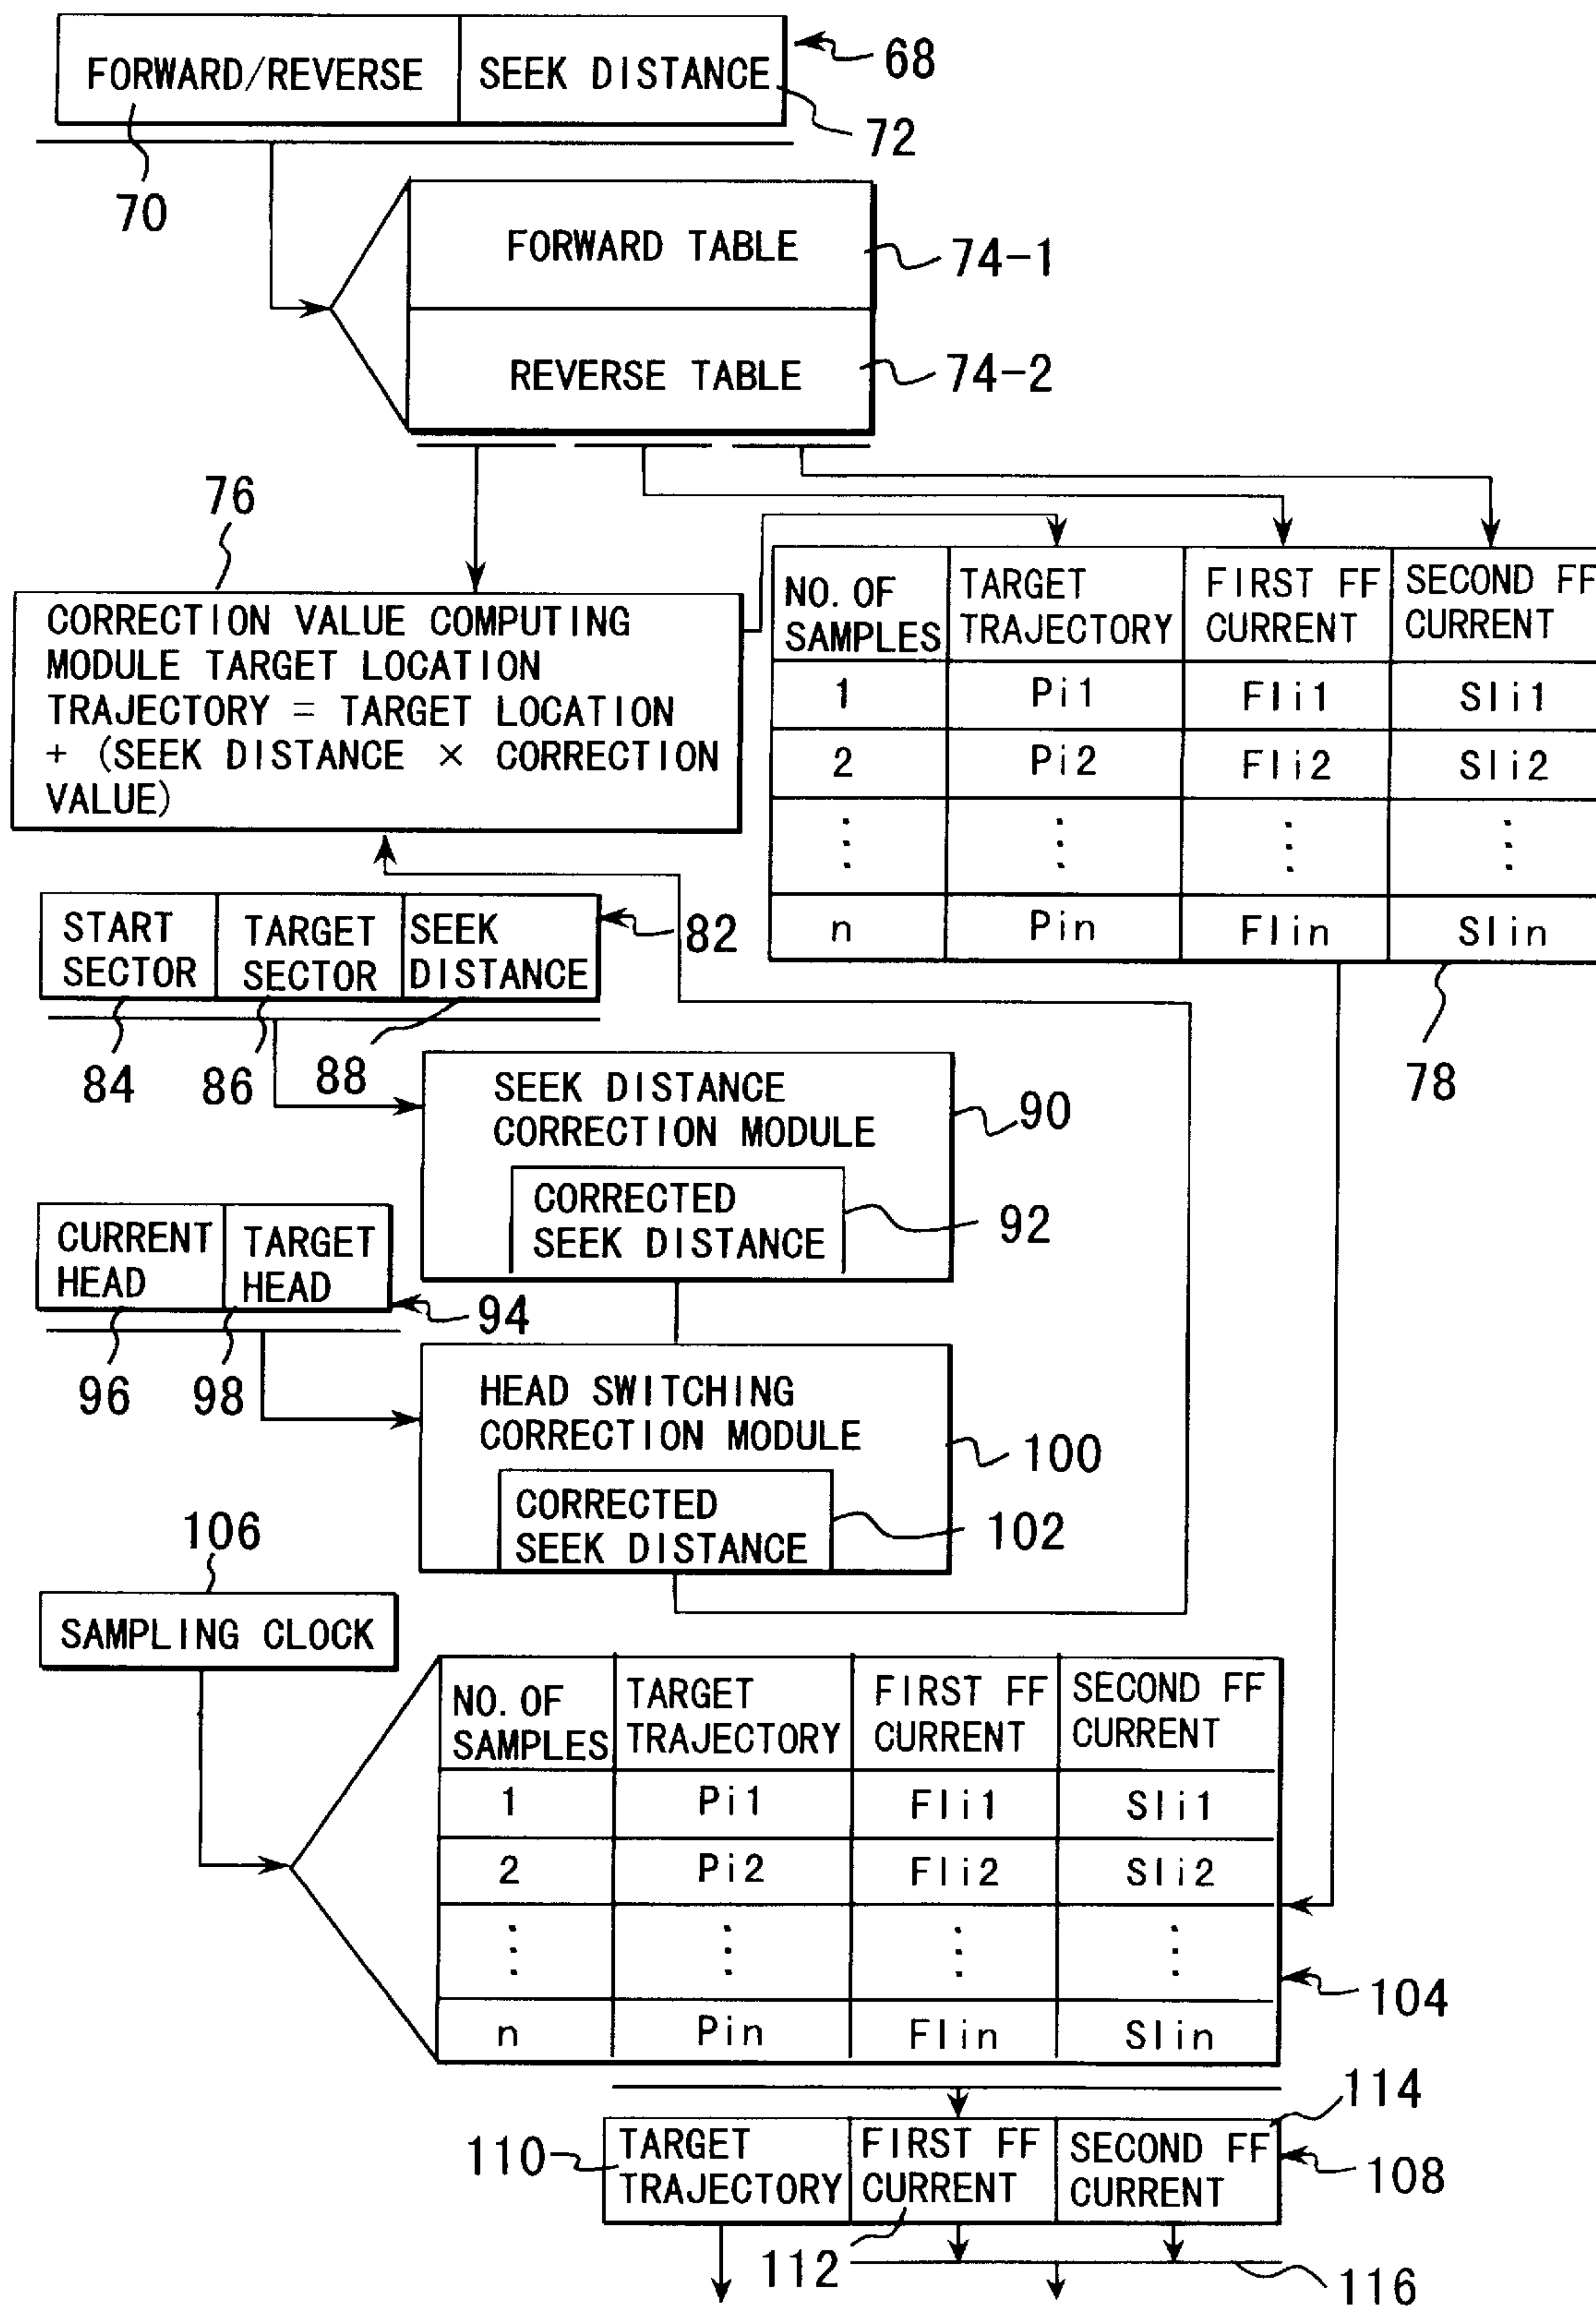 FORWARD/REVERSE
SEEK DISTANCE
68
72
70
FORWARD TABLE
74-1
REVERSE TABLE
74-2
76
CORRECTION VALUE COMPUTING
MODULE TARGET LOCATION
TRAJECTORY = TARGET LOCATION
+ (SEEK DISTANCE × CORRECTION
VALUE)
NO. OF
SAMPLES
TARGET
TRAJECTORY
FIRST FF
CURRENT
SECOND FF
CURRENT
1 Pi1 FIi1 SIi1
2 Pi2 FIi2 SIi2
⋮ ⋮ ⋮ ⋮
n Pin FIin SIin
78
START
SECTOR
TARGET
SECTOR
SEEK
DISTANCE
82
84
86
88
SEEK DISTANCE
CORRECTION MODULE
90
CORRECTED
SEEK DISTANCE
92
CURRENT
HEAD
TARGET
HEAD
94
96
98
HEAD SWITCHING
CORRECTION MODULE
100
CORRECTED
SEEK DISTANCE
102
106
SAMPLING CLOCK
NO. OF
SAMPLES
TARGET
TRAJECTORY
FIRST FF
CURRENT
SECOND FF
CURRENT
1 Pi1 FIi1 SIi1
2 Pi2 FIi2 SIi2
⋮ ⋮ ⋮ ⋮
n Pin FIin SIin
104
114
110
TARGET
TRAJECTORY
FIRST FF
CURRENT
SECOND FF
CURRENT
108
112
116